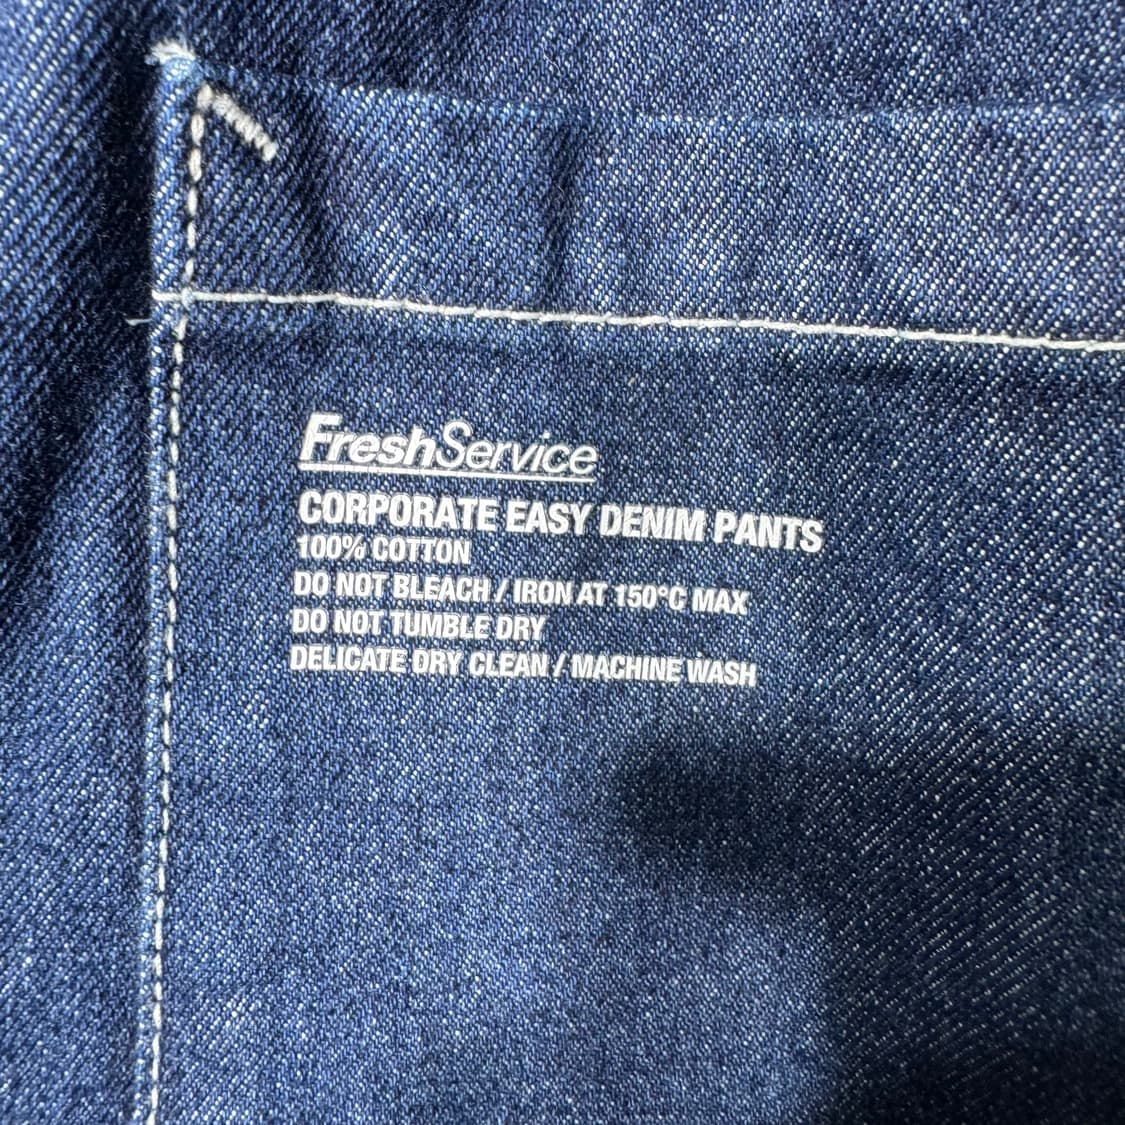 FreshService
CORPORATE EASY DENIM PANTS
100% COTTON
DO NOT BLEACH / IRON AT 150°C MAX
DO NOT TUMBLE DRY
DELICATE DRY CLEAN / MACHINE WASH